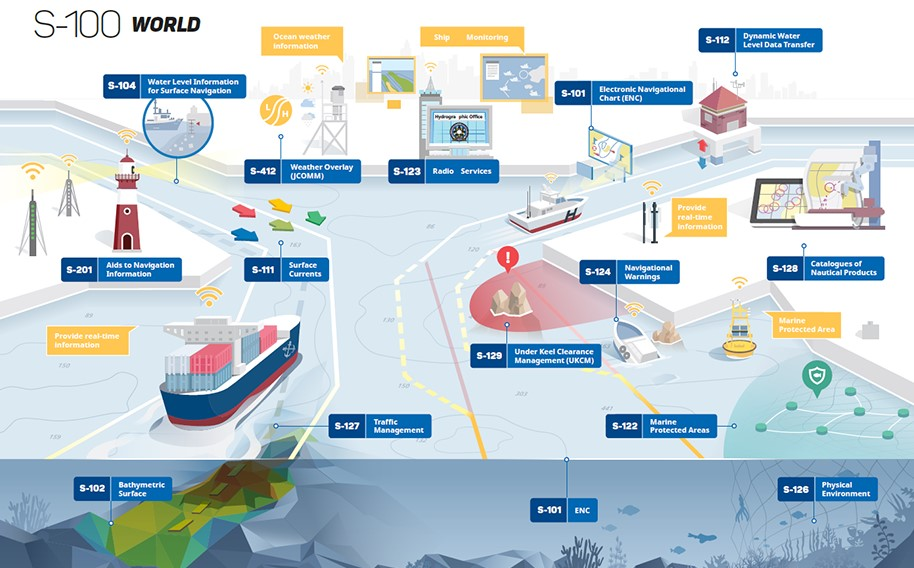 S-100 WORLD
Ocean weather
information
Ship Monitoring
S-112
Dynamic Water
Level Data Transfer
S-104
Water Level Information
for Surface Navigation
S-101
Electronic Navigational
Chart (ENC)
L
H
Hydrogra phic Office
S-412
Weather Overlay
(JCOMM)
S-123
Radio Services
H
Provide
real-time
information
S-201
Aids to Navigation
Information
S-111
Surface
Currents
S-124
Navigational
Warnings
S-128
Catalogues of
Nautical Products
!
Provide real-time
information
Marine
Protected Area
S-129
Under Keel Clearance
Management (UKCM)
S-127
Traffic
Management
S-122
Marine
Protected Areas
S-102
Bathymetric
Surface
S-101
ENC
S-126
Physical
Environment